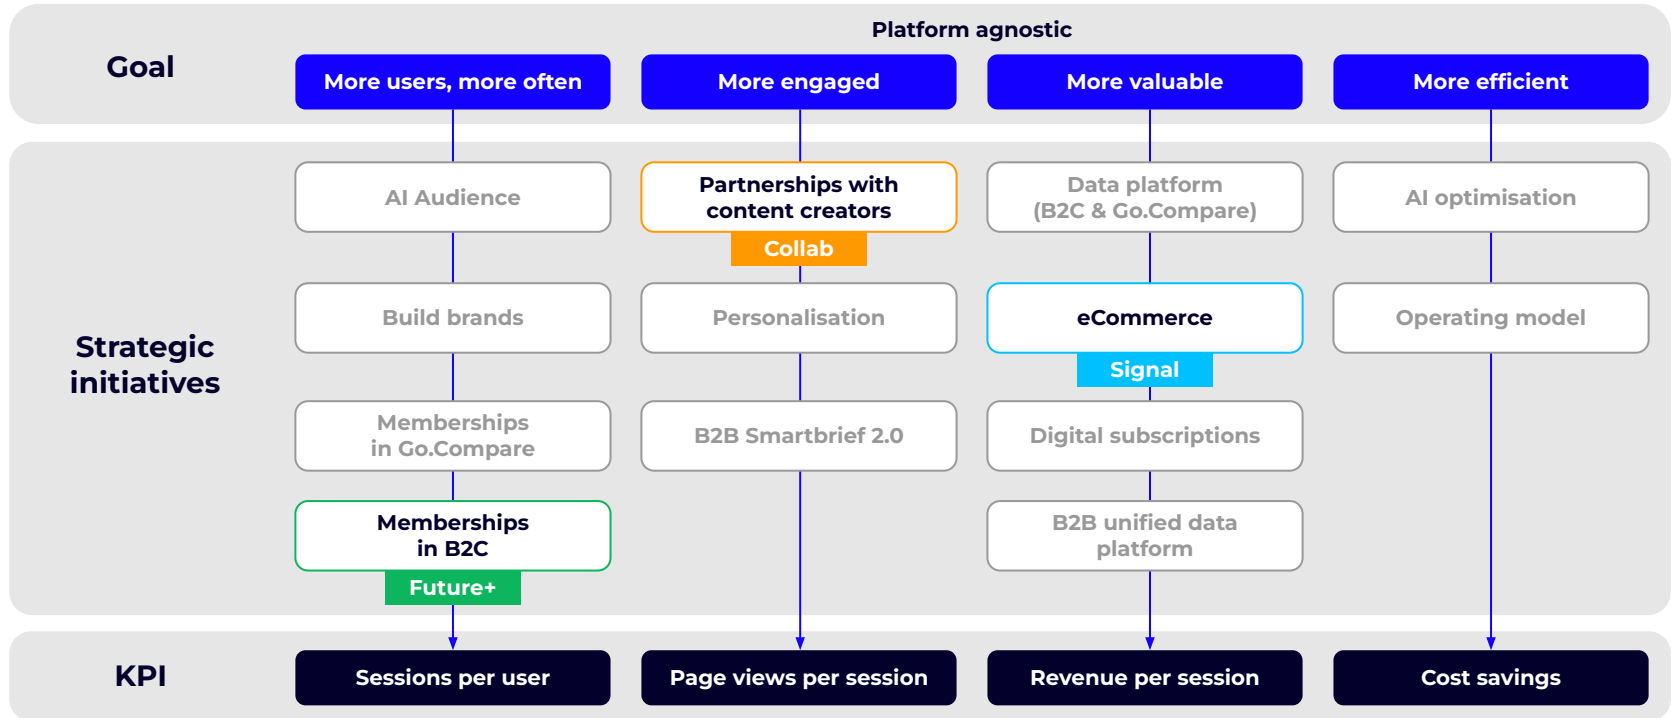 Platform agnostic
Goal
More users, more often
More engaged
More valuable
More efficient
Strategic
initiatives
AI Audience
Build brands
Memberships
in Go.Compare
Memberships
in B2C
Future+
Partnerships with
content creators
Collab
Personalisation
B2B Smartbrief 2.0
Data platform
(B2C & Go.Compare)
eCommerce
Signal
Digital subscriptions
B2B unified data
platform
AI optimisation
Operating model
KPI
Sessions per user
Page views per session
Revenue per session
Cost savings